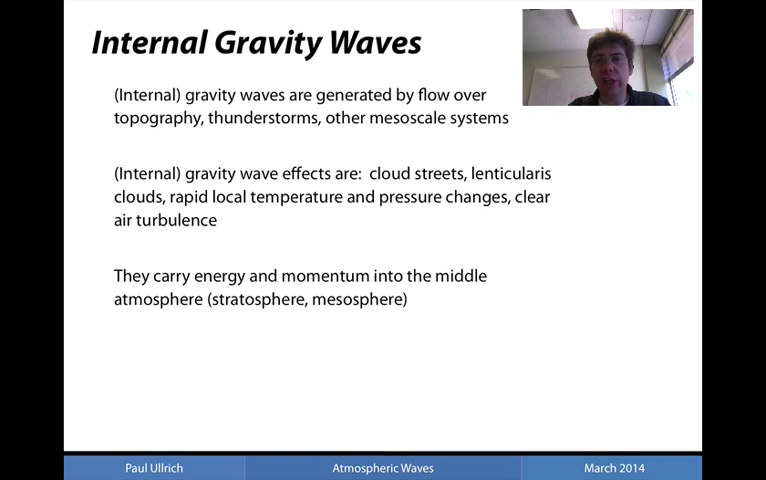 Internal Gravity Waves
(Internal) gravity waves are generated by flow over
topography, thunderstorms, other mesoscale systems
(Internal) gravity wave effects are: cloud streets, lenticularis
clouds, rapid local temperature and pressure changes, clear
air turbulence
They carry energy and momentum into the middle
atmosphere (stratosphere, mesosphere)
Paul Ullrich
Atmospheric Waves
March 2014